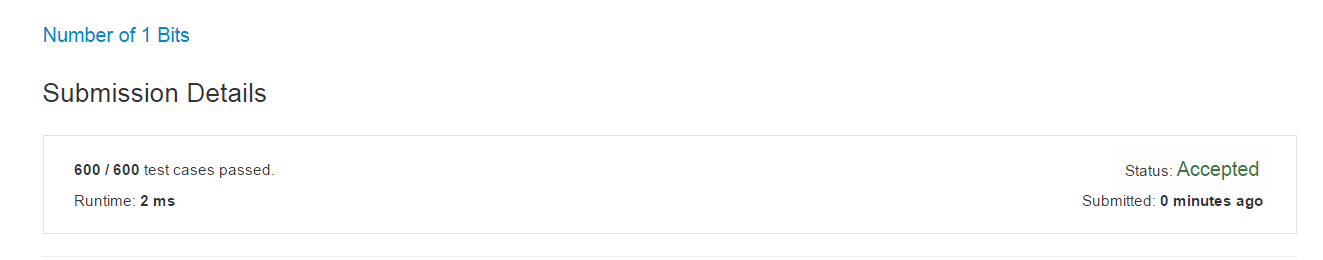 Number of 1 Bits
Submission Details
600 / 600 test cases passed.
Status: Accepted
Runtime: 2 ms
Submitted: 0 minutes ago